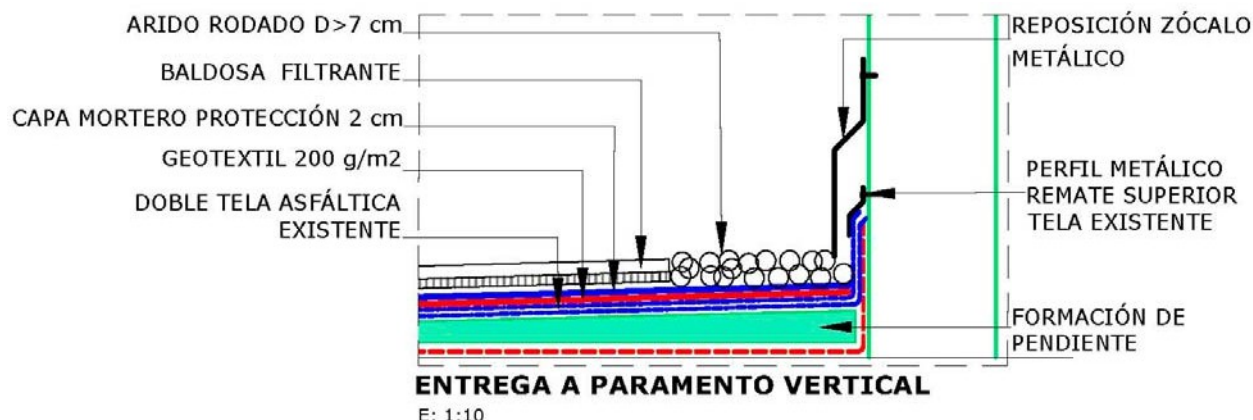 ARIDO RODADO D>7 cm
BALDOSA FILTRANTE
CAPA MORTERO PROTECCIÓN 2 cm
GEOTEXTIL 200 g/m2
DOBLE TELA ASFÁLTICA
EXISTENTE
REPOSICIÓN ZÓCALO
METÁLICO
PERFIL METÁLICO
REMATE SUPERIOR
TELA EXISTENTE
FORMACIÓN DE
PENDIENTE
ENTREGA A PARAMENTO VERTICAL
E: 1:10